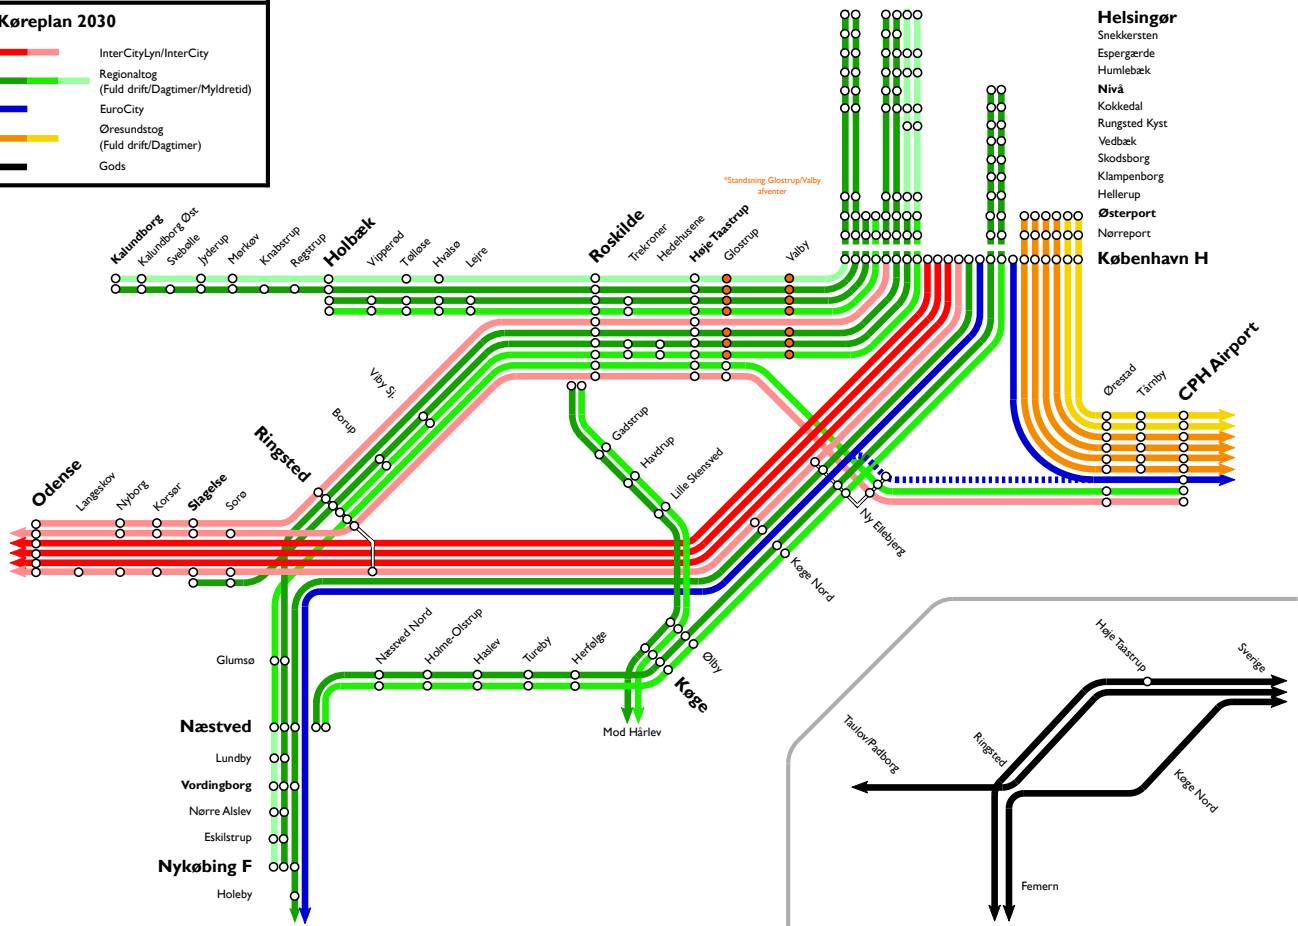 Køreplan 2030
InterCityLyn/InterCity
Regionaltog
(Fuld drift/Dagtimer/Myldretid)
EuroCity
Øresundstog
(Fuld drift/Dagtimer)
Gods
Helsingør
Snekkersten
Espergærde
Humlebæk
Nivå
Kokkedal
Rungsted Kyst
Vedbæk
Skodsborg
Klampenborg
Hellerup
Østerport
Nørreport
København H
*Standsning Glostrup/Valby
afventer
Kalundborg
Kalundborg Øst
Svebølle
Jyderup
Mørkøv
Knabstrup
Regstrup
Holbæk
Vipperød
Tølløse
Hvalsø
Lejre
Roskilde
Trekroner
Hedehusene
Høje Taastrup
Glostrup
Valby
Viby Sj.
Borup
Ringsted
Odense
Langeskov
Nyborg
Korsør
Slagelse
Sorø
Gadstrup
Havdrup
Lille Skensved
Ørestad
Tårnby
CPH Airport
Ny Ellebjerg
Køge Nord
Ølby
Køge
Næstved Nord
Holme-Olstrup
Haslev
Tureby
Herfølge
Mod Hårlev
Glumsø
Næstved
Lundby
Vordingborg
Nørre Alslev
Eskilstrup
Nykøbing F
Holeby
Høje Taastrup
Sverige
Taulov/Padborg
Ringsted
Køge Nord
Femern